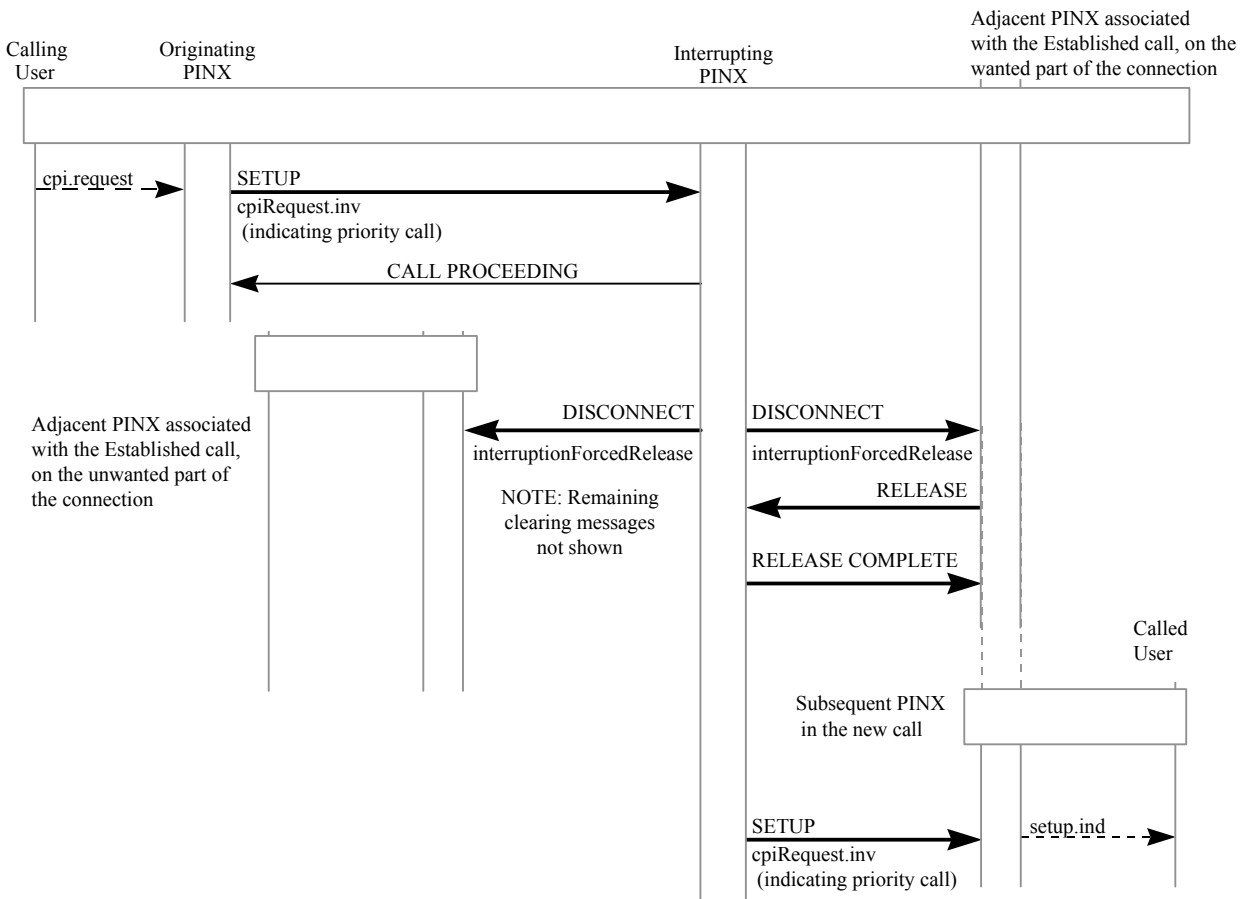 Adjacent PINX associated
with the Established call, on the
wanted part of the connection
Calling
User
Originating
PINX
Interrupting
PINX
cpi.request
SETUP
cpiRequest.inv
(indicating priority call)
CALL PROCEEDING
Adjacent PINX associated
with the Established call,
on the unwanted part of
the connection
DISCONNECT
interruptionForcedRelease
NOTE: Remaining
clearing messages
not shown
DISCONNECT
interruptionForcedRelease
RELEASE
RELEASE COMPLETE
Called
User
Subsequent PINX
in the new call
SETUP
cpiRequest.inv
(indicating priority call)
setup.ind